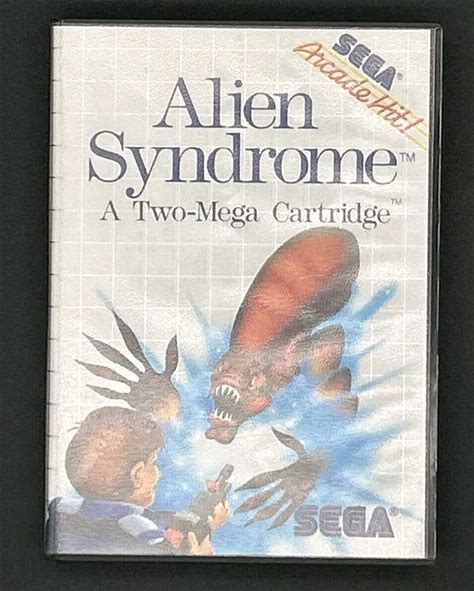 SEGA®
Arcade Hit!
Alien
Syndrome™
A Two-Mega Cartridge™
SEGA®